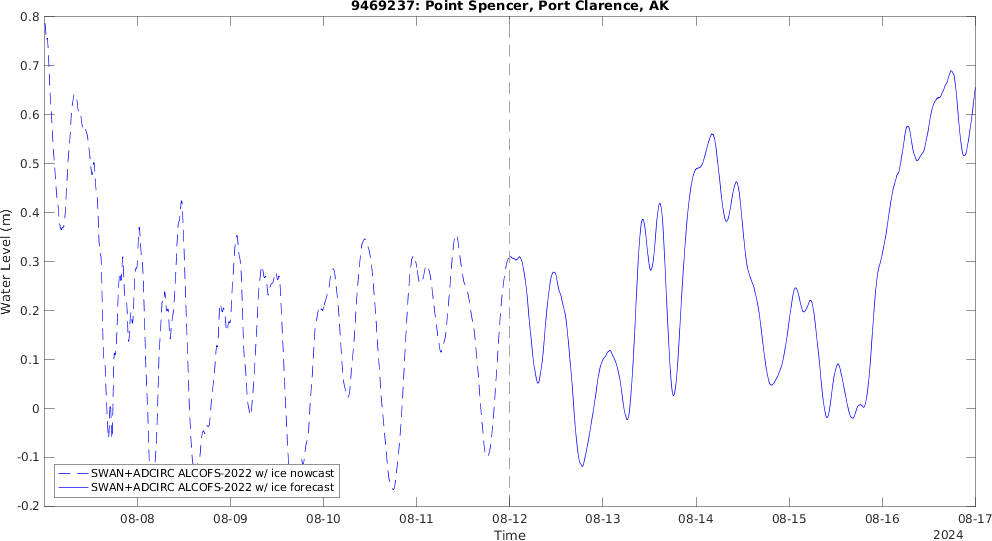 9469237: Point Spencer, Port Clarence, AK
0.8
0.7
0.6
0.5
0.4
0.3
0.2
0.1
0
-0.1
-0.2
Water Level (m)
SWAN+ADCIRC ALCOFS-2022 w/ ice nowcast
SWAN+ADCIRC ALCOFS-2022 w/ ice forecast
08-08 08-09 08-10 08-11 08-12 08-13 08-14 08-15 08-16 08-17
Time
2024